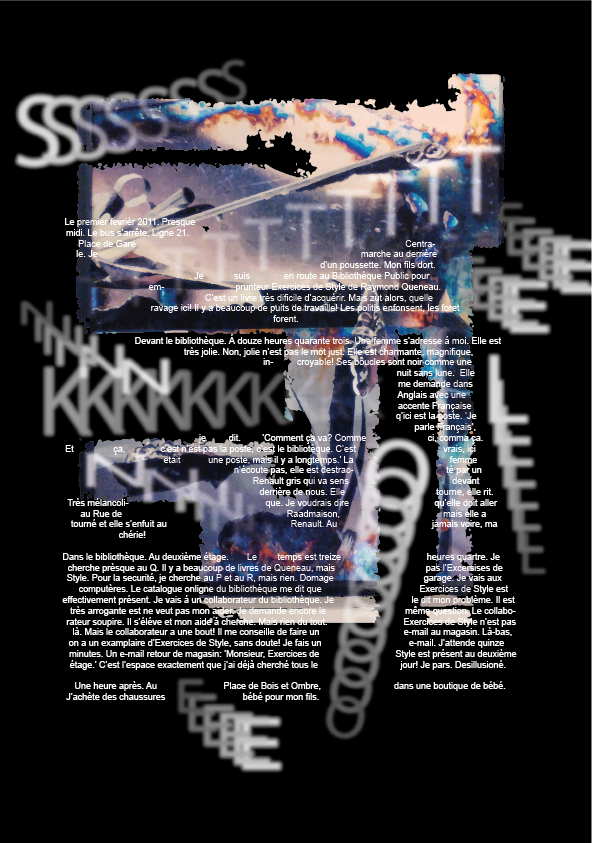 Le premier fevrièr 2011. Presque
midi. Le bus s'arrête. Ligne 21.
Place de Gare Centra-
le. Je marche au derrière
d'un poussette. Mon fils dort.
Je suis en route au Bibliothèque Public pour
em- prunteur Exercices de Style de Raymond Queneau.
C'est un livre très dificile d'acquérir. Mais zut alors, quelle
ravage ici! Il y a beaucoup de puits de travaille! Les politis enfonsent, les foret
forent.
Devant le bibliothèque. A douze heures quarante trois. Une femme s'adresse à moi. Elle est
très jolie. Non, jolie n'est pas le mot just. Elle est charmante, magnifique,
in- croyable! Ses boucles sont noir comme une
nuit sans lune. Elle
me demande dans
Anglais avec une
accente Française
q'ici est la poste. 'Je
parle Français',
je dit. 'Comment ça va? Comme ci, comma ça.
Et ça, c'est n'est pas la poste, c'est le biblioteque. C'est vrais, ici
était une poste, mais il y a longtemps.' La femme
n'écoute pas, elle est destrac- té par un
Renault gris qui va sens devant
derrière de nous. Elle tourne, elle rit.
Très mélancoli- que. Je voudrais dire qu'elle doit aller
au Rue de Raadmaison, mais elle a
tourné et elle s'enfuit au Renault. Au jamais voire, ma
chérie!
Dans le bibliothèque. Au deuxième étage. Le temps est treize heures quartre. Je
cherche prèsque au Q. Il y a beaucoup de livres de Queneau, mais pas l'Excersises de
Style. Pour la securité, je cherche au P et au R, mais rien. Domage garage. Je vais aux
computères. Le catalogue onligne du bibliothèque me dit que Exercices de Style est
effectivement présent. Je vais à un collaborateur du bibliothèque. Je le dit mon problème. Il est
très arrogante est ne veut pas mon aider. Je demande encore le même question. Le collabo-
rateur soupire. Il s'éléve et mon aide à cherche. Mais rien du tout. Exercices de Style n'est pas
là. Mais le collaborateur a une bout! Il me conseille de faire un e-mail au magasin. Là-bas,
on a un examplaire d'Exercices de Style, sans doute! Je fais un e-mail. J'attende quinze
minutes. Un e-mail retour de magasin: 'Monsieur, Exercices de Style est présent au deuxième
étage.' C'est l'espace exactement que j'ai déjà cherché tous le jour! Je pars. Desillusioné.
Une heure après. Au Place de Bois et Ombre, dans une boutique de bébé.
J'achète des chaussures bébé pour mon fils.